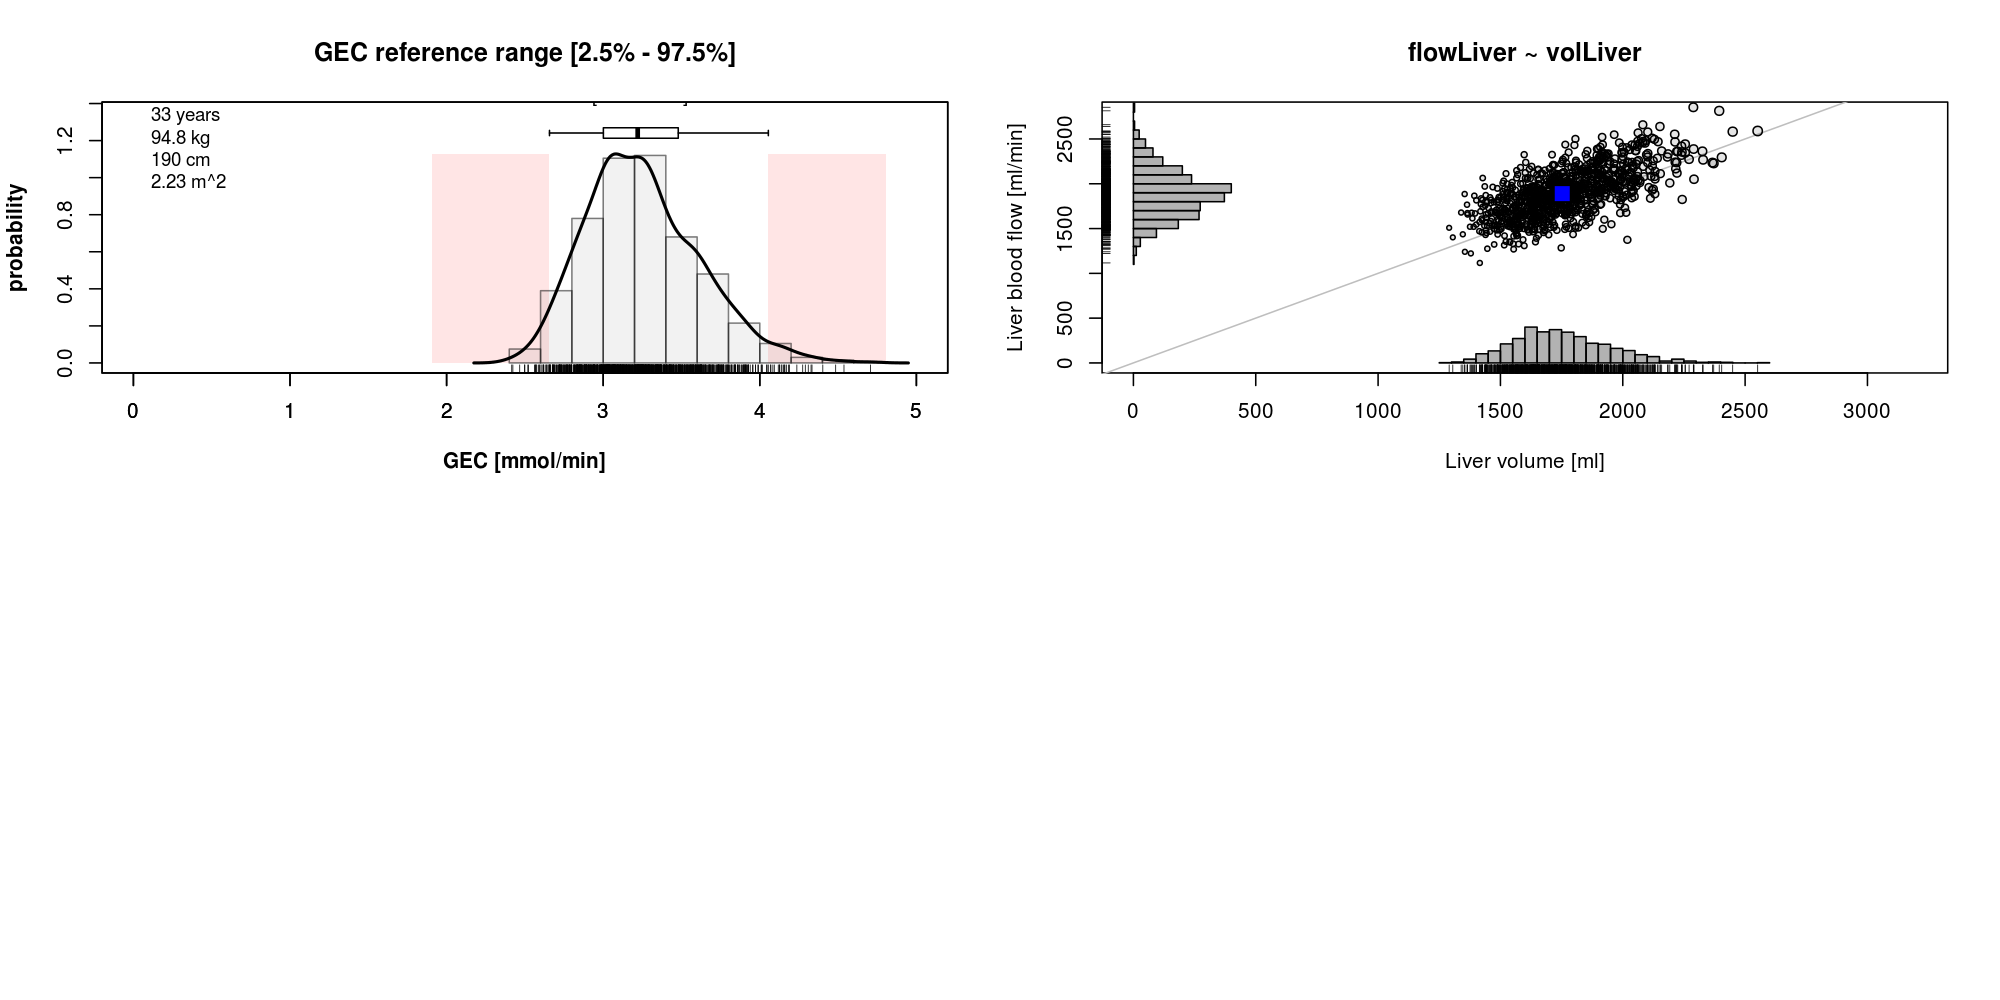 GEC reference range [2.5% - 97.5%]
33 years
94.8 kg
190 cm
2.23 m^2
probability
0.0 0.4 0.8 1.2
0 1 2 3 4 5
GEC [mmol/min]
flowLiver ~ volLiver
Liver blood flow [ml/min]
0 500 1500 2500
0 500 1000 1500 2000 2500 3000
Liver volume [ml]